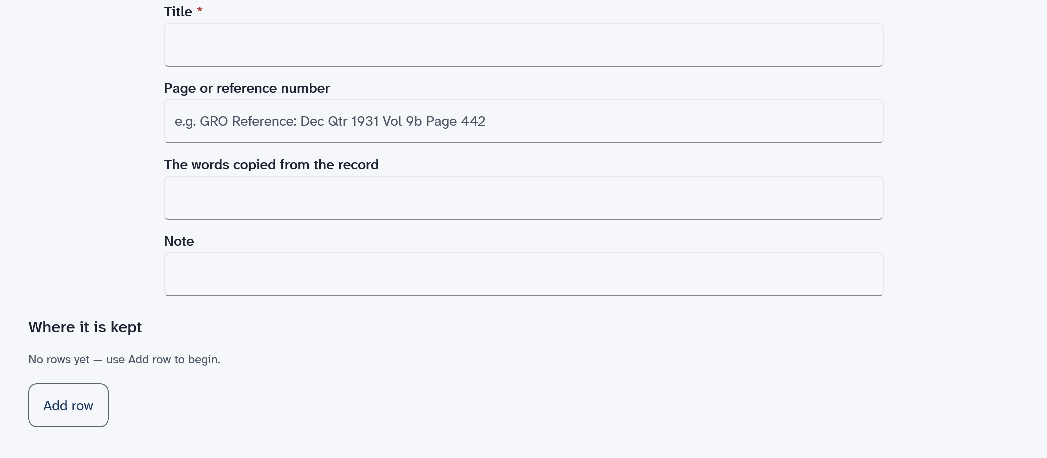 Title *
Page or reference number
e.g. GRO Reference: Dec Qtr 1931 Vol 9b Page 442
The words copied from the record
Note
Where it is kept
No rows yet — use Add row to begin.
Add row